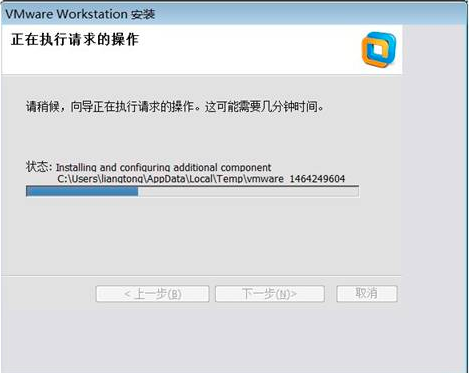 VMware Workstation 安装
正在执行请求的操作
请稍候，向导正在执行请求的操作。这可能需要几分钟时间。
状态: Installing and configuring additional component
C:\Users\liangtong\AppData\Local\Temp\vmware_1464249604
< 上一步(B)
下一步(N)>
取消